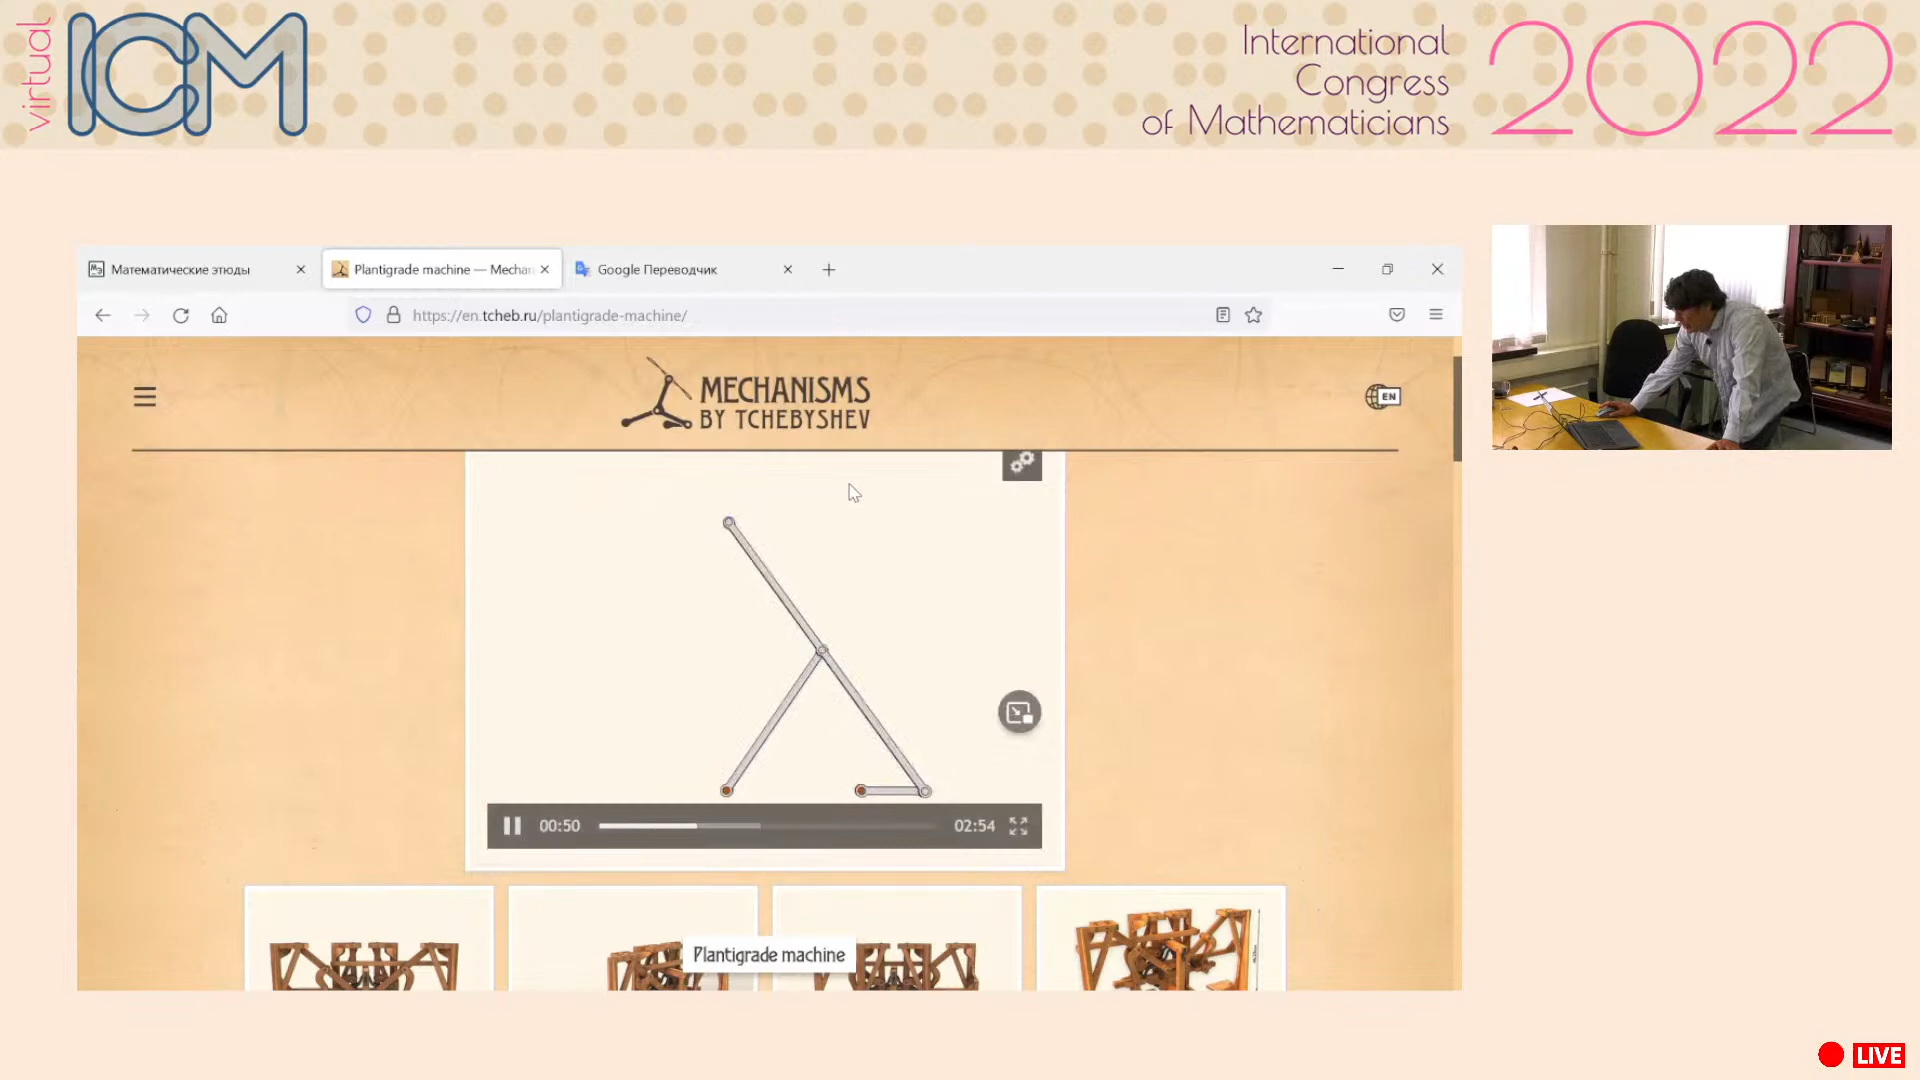 virtual
ICM
International
Congress
of Mathematicians
2022
Математические этюды
Plantigrade machine — Mechan
Google Переводчик
https://en.tcheb.ru/plantigrade-machine/
MECHANISMS
BY TCHEBYSHEV
EN
00:50
02:54
Plantigrade machine
LIVE